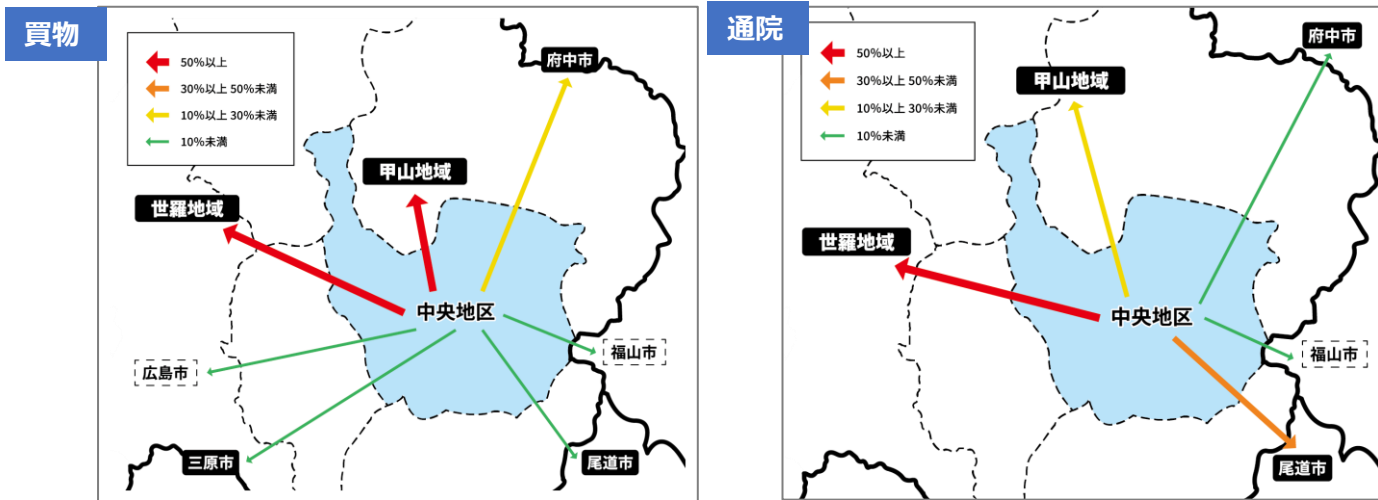 買物
50%以上
30%以上 50%未満
10%以上 30%未満
10%未満
府中市
甲山地域
世羅地域
中央地区
福山市
広島市
三原市
尾道市
通院
50%以上
30%以上 50%未満
10%以上 30%未満
10%未満
府中市
甲山地域
世羅地域
中央地区
福山市
尾道市